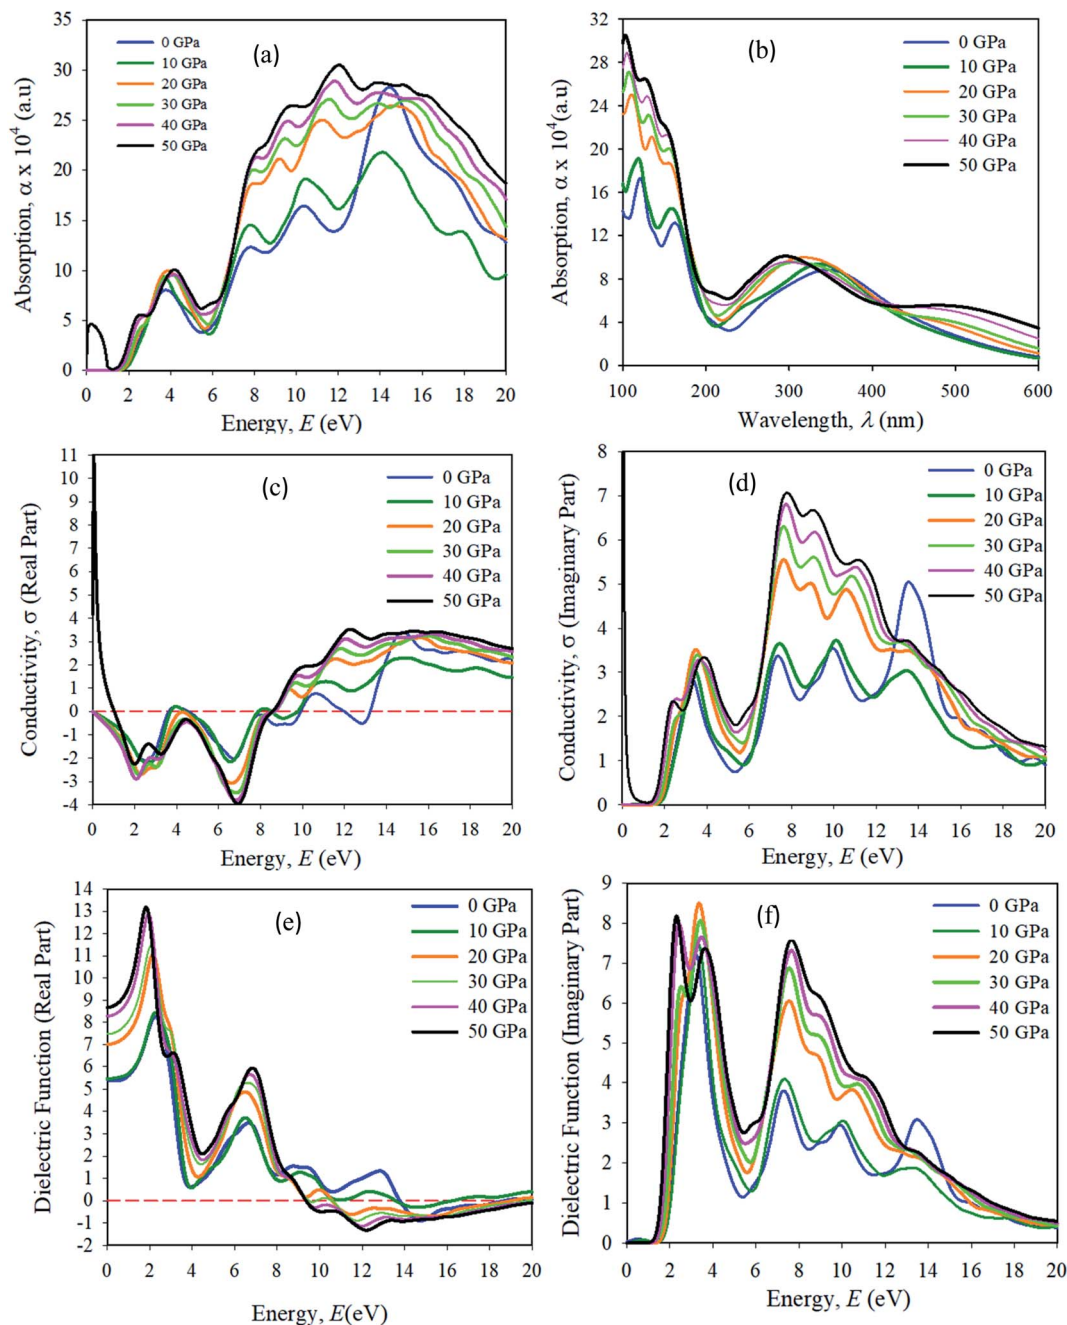 (a)
Absorption, α x 10⁴ (a.u)
35
30
25
20
15
10
5
0
0 GPa
10 GPa
20 GPa
30 GPa
40 GPa
50 GPa
0 2 4 6 8 10 12 14 16 18 20
Energy, E (eV)
(b)
Absorption, α x 10⁴ (a.u)
32
28
24
20
16
12
8
4
0
0 GPa
10 GPa
20 GPa
30 GPa
40 GPa
50 GPa
100 200 300 400 500 600
Wavelength, λ (nm)
(c)
Conductivity, σ (Real Part)
11
10
9
8
7
6
5
4
3
2
1
0
-1
-2
-3
-4
0 GPa
10 GPa
20 GPa
30 GPa
40 GPa
50 GPa
0 2 4 6 8 10 12 14 16 18 20
Energy, E (eV)
(d)
Conductivity, σ (Imaginary Part)
8
7
6
5
4
3
2
1
0
0 GPa
10 GPa
20 GPa
30 GPa
40 GPa
50 GPa
0 2 4 6 8 10 12 14 16 18 20
Energy, E (eV)
(e)
Dielectric Function (Real Part)
14
13
12
11
10
9
8
7
6
5
4
3
2
1
0
-1
-2
0 GPa
10 GPa
20 GPa
30 GPa
40 GPa
50 GPa
0 2 4 6 8 10 12 14 16 18 20
Energy, E(eV)
(f)
Dielectric Function (Imaginary Part)
9
8
7
6
5
4
3
2
1
0
0 GPa
10 GPa
20 GPa
30 GPa
40 GPa
50 GPa
0 2 4 6 8 10 12 14 16 18 20
Energy, E (eV)